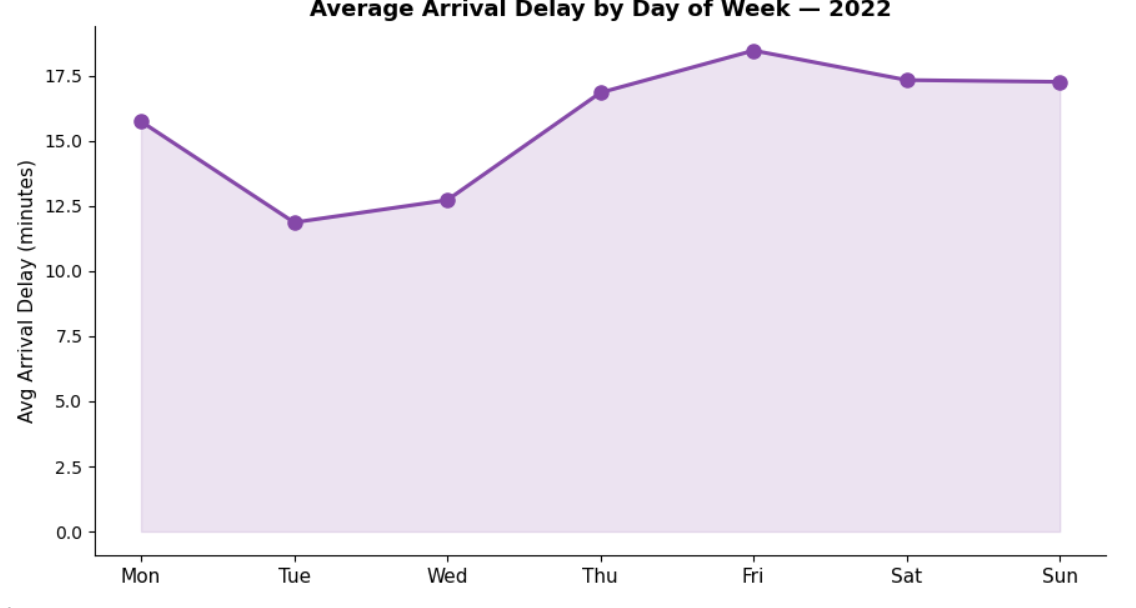 Average Arrival Delay by Day of Week — 2022
Avg Arrival Delay (minutes)
17.5
15.0
12.5
10.0
7.5
5.0
2.5
0.0
Mon Tue Wed Thu Fri Sat Sun